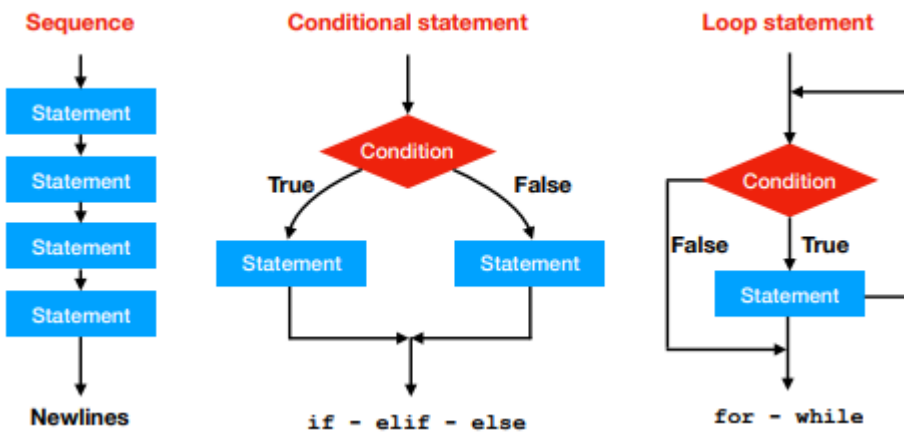 Sequence
Statement
Statement
Statement
Statement
Newlines
Conditional statement
Condition
True
False
Statement
Statement
if - elif - else
Loop statement
Condition
False
True
Statement
for - while